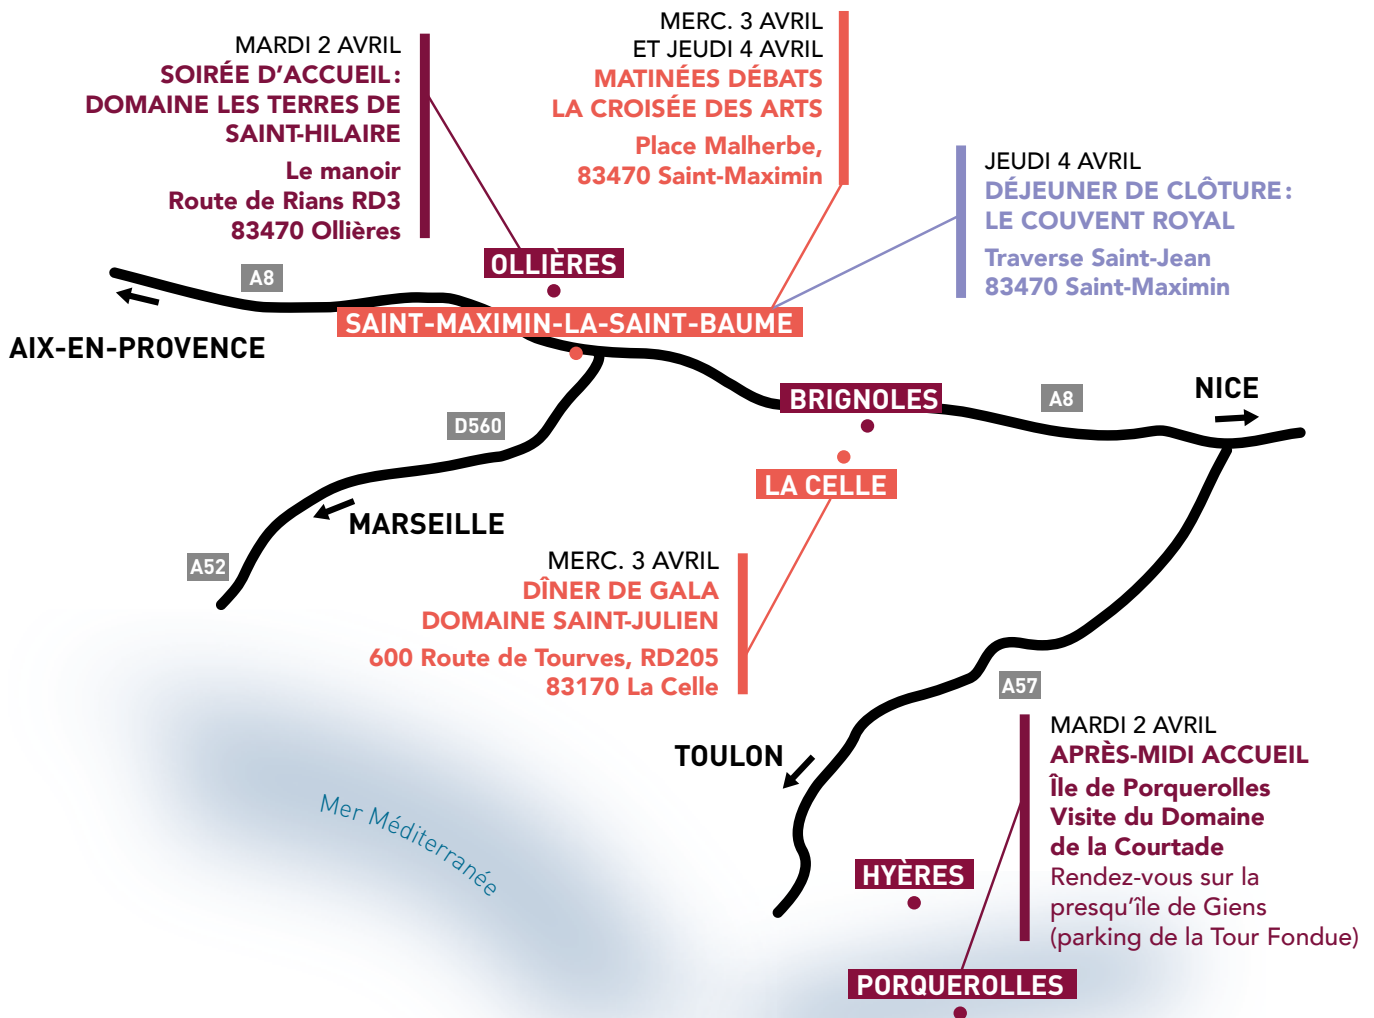 MARDI 2 AVRIL
SOIRÉE D'ACCUEIL :
DOMAINE LES TERRES DE
SAINT-HILAIRE
Le manoir
Route de Rians RD3
83470 Ollières
MERC. 3 AVRIL
ET JEUDI 4 AVRIL
MATINÉES DÉBATS
LA CROISÉE DES ARTS
Place Malherbe,
83470 Saint-Maximin
JEUDI 4 AVRIL
DÉJEUNER DE CLÔTURE :
LE COUVENT ROYAL
Traverse Saint-Jean
83470 Saint-Maximin
OLLIÈRES
A8
SAINT-MAXIMIN-LA-SAINT-BAUME
AIX-EN-PROVENCE
BRIGNOLES
A8
NICE
D560
LA CELLE
MARSEILLE
A52
MERC. 3 AVRIL
DÎNER DE GALA
DOMAINE SAINT-JULIEN
600 Route de Tourves, RD205
83170 La Celle
A57
TOULON
MARDI 2 AVRIL
APRÈS-MIDI ACCUEIL
Île de Porquerolles
Visite du Domaine
de la Courtade
Rendez-vous sur la
presqu'île de Giens
(parking de la Tour Fondue)
Mer Méditerranée
HYÈRES
PORQUEROLLES